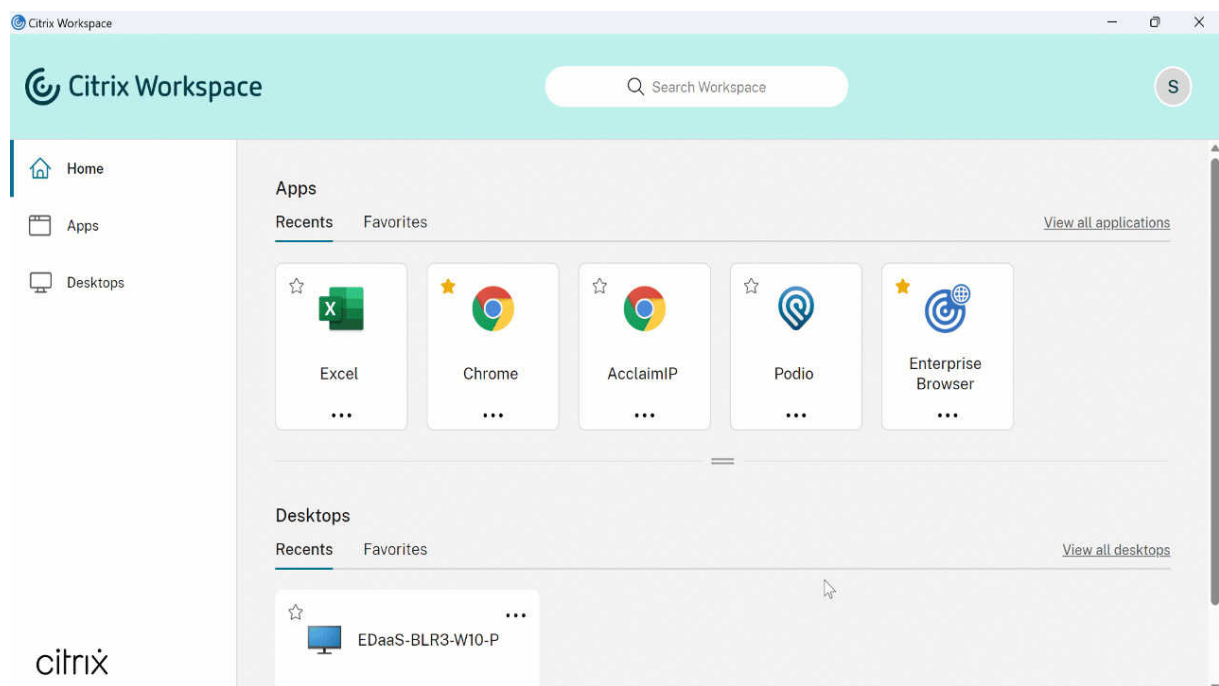 Citrix Workspace
Citrix Workspace
Search Workspace
S
Home
Apps
Desktops
Apps
Recents Favorites
View all applications
Excel
Chrome
AcclaimIP
Podio
Enterprise
Browser
Desktops
Recents Favorites
View all desktops
EDaaS-BLR3-W10-P
citrix